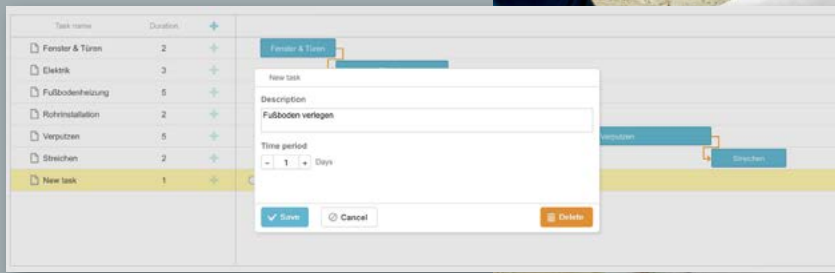 Task name Duration
Fenster & Türen 2 Fenster & Türen
Elektrik 3
Fußbodenheizung 5
Rohrinstallation 2
Verputzen 5 Verputzen
Streichen 2 Streichen
New task 1
New task
Description
Fußboden verlegen
Time period
- 1 + Days
Save Cancel Delete